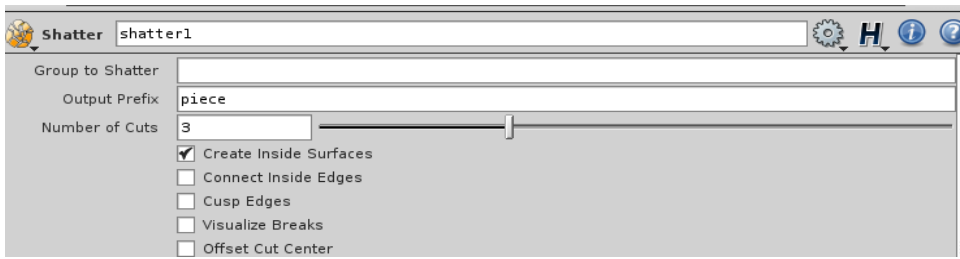 Shatter shatter1 H i ?
Group to Shatter
Output Prefix piece
Number of Cuts 3
Create Inside Surfaces
Connect Inside Edges
Cusp Edges
Visualize Breaks
Offset Cut Center